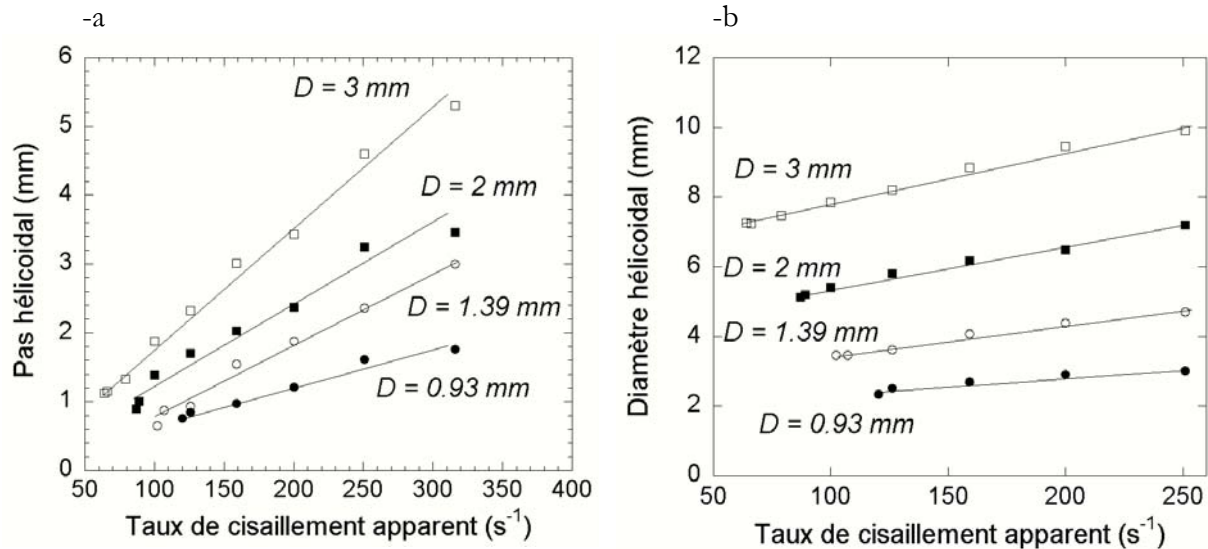 -a
-b
6
5
4
3
2
1
0
50 100 150 200 250 300 350 400
Pas hélicoidal (mm)
Taux de cisaillement apparent (s⁻¹)
D = 3 mm
D = 2 mm
D = 1.39 mm
D = 0.93 mm
12
10
8
6
4
2
0
50 100 150 200 250
Diamètre hélicoidal (mm)
Taux de cisaillement apparent (s⁻¹)
D = 3 mm
D = 2 mm
D = 1.39 mm
D = 0.93 mm